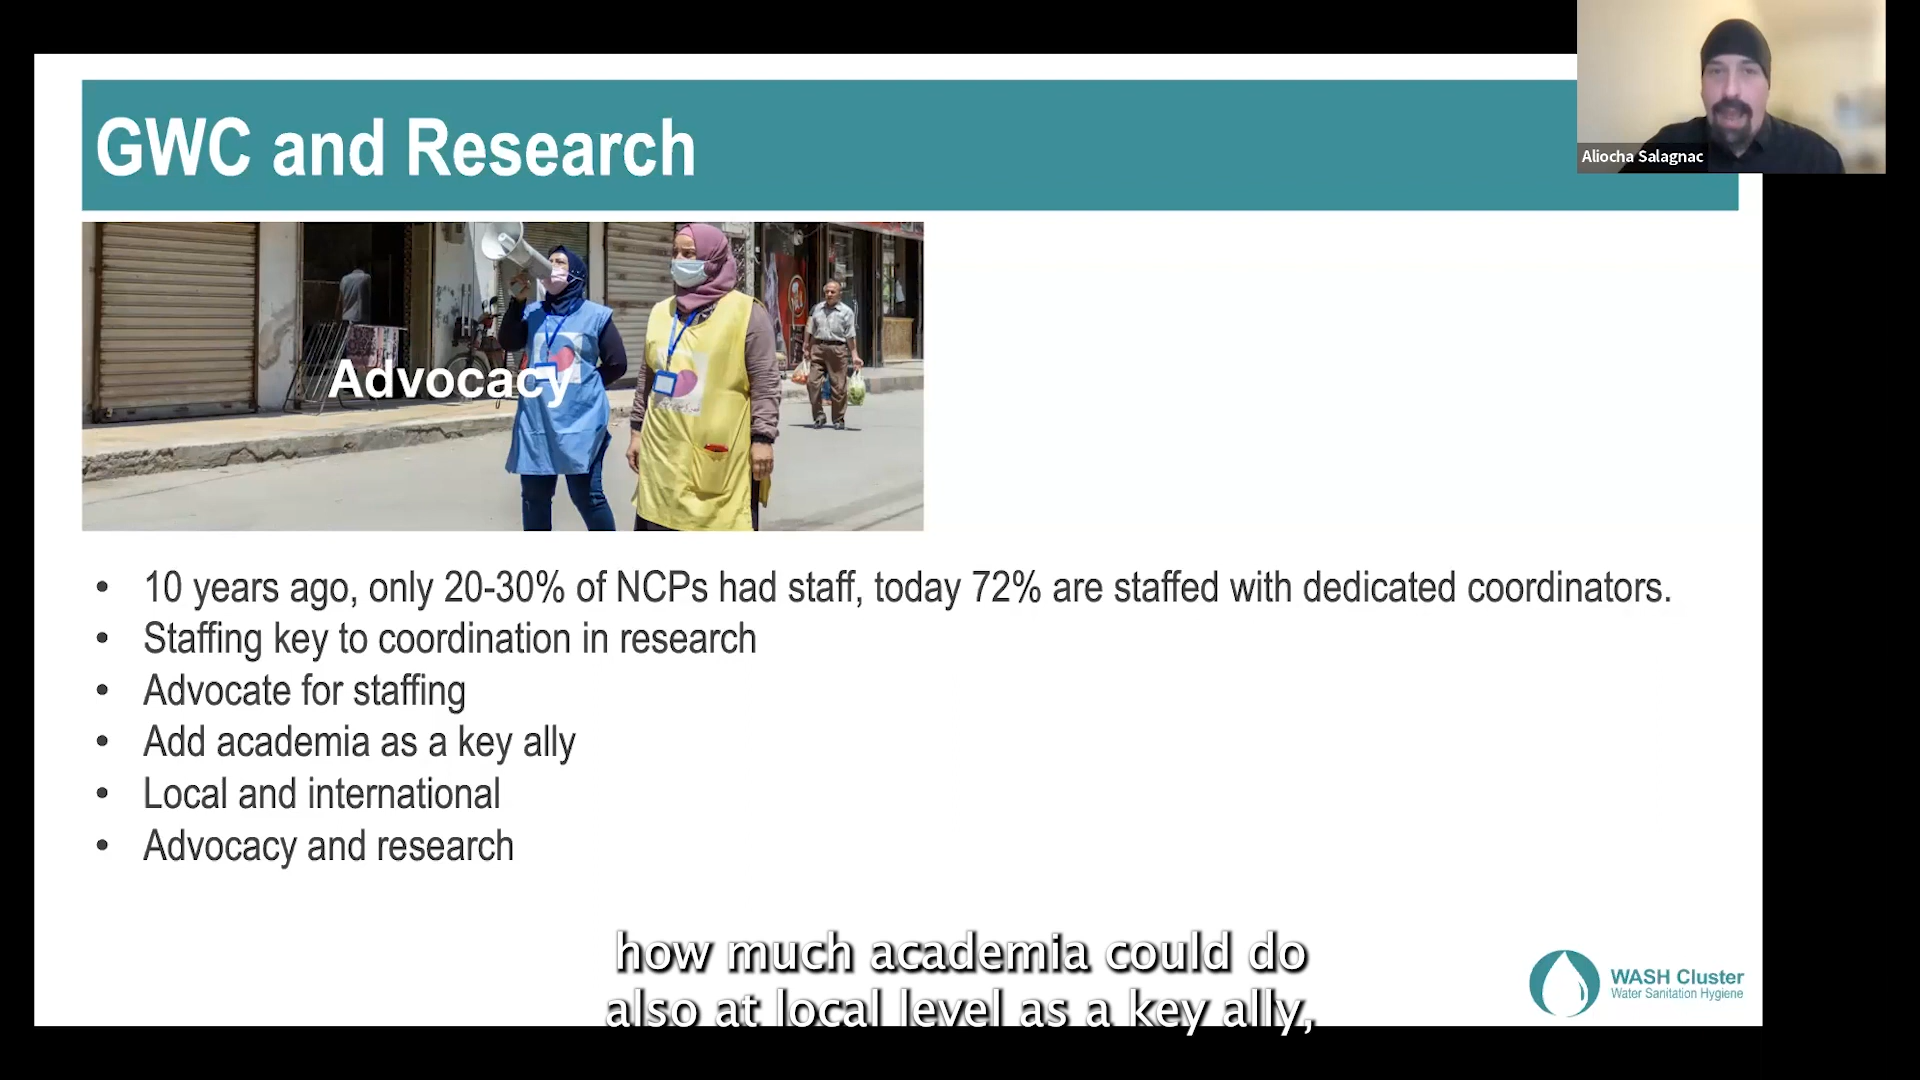 GWC and Research
Aliocha Salagnac
Advocacy
• 10 years ago, only 20-30% of NCPs had staff, today 72% are staffed with dedicated coordinators.
• Staffing key to coordination in research
• Advocate for staffing
• Add academia as a key ally
• Local and international
• Advocacy and research
how much academia could do
also at local level as a key ally,
WASH Cluster
Water Sanitation Hygiene